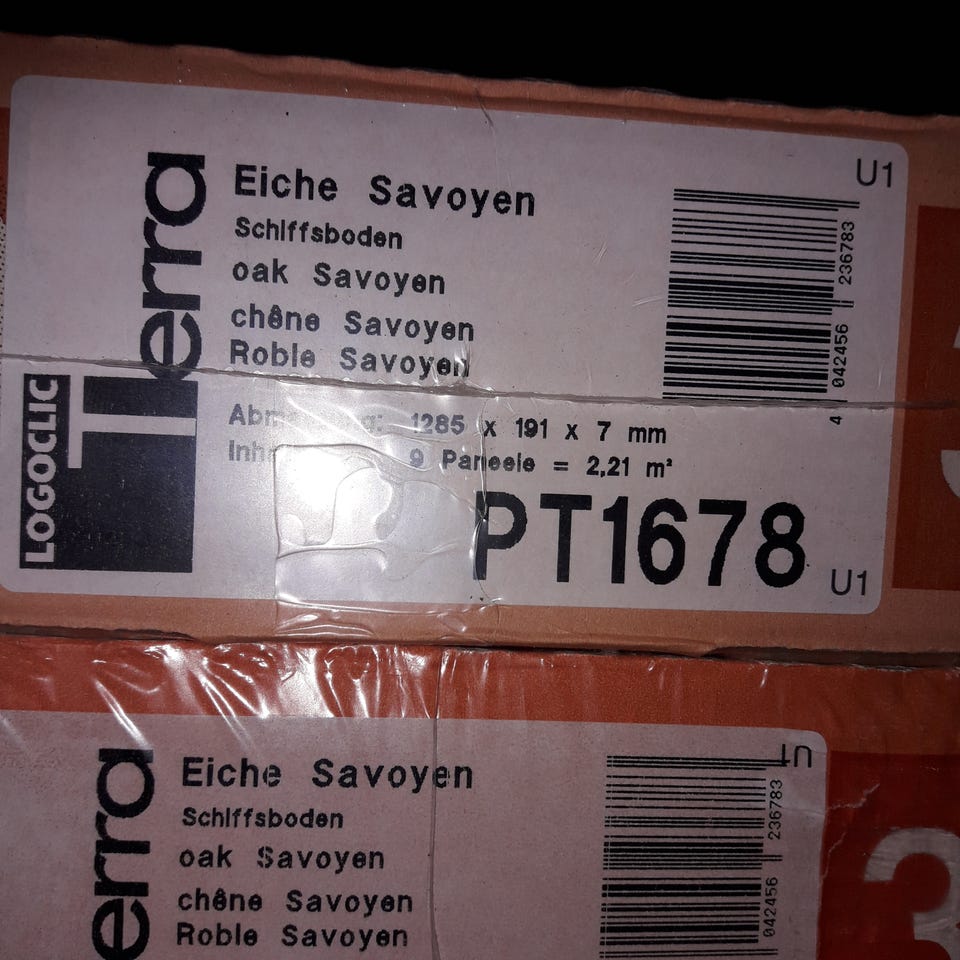 Eiche Savoyen
Schiffsboden
oak Savoyen
chêne Savoyen
Roble Savoyen
1285 x 191 x 7 mm
9 Paneele = 2,21 m²
PT1678
U1
U1
4 042456 236783
LOGOCLIC
Tierra
Eiche Savoyen
Schiffsboden
oak Savoyen
chêne Savoyen
Roble Savoyen
U1
042456 236783
erra
3